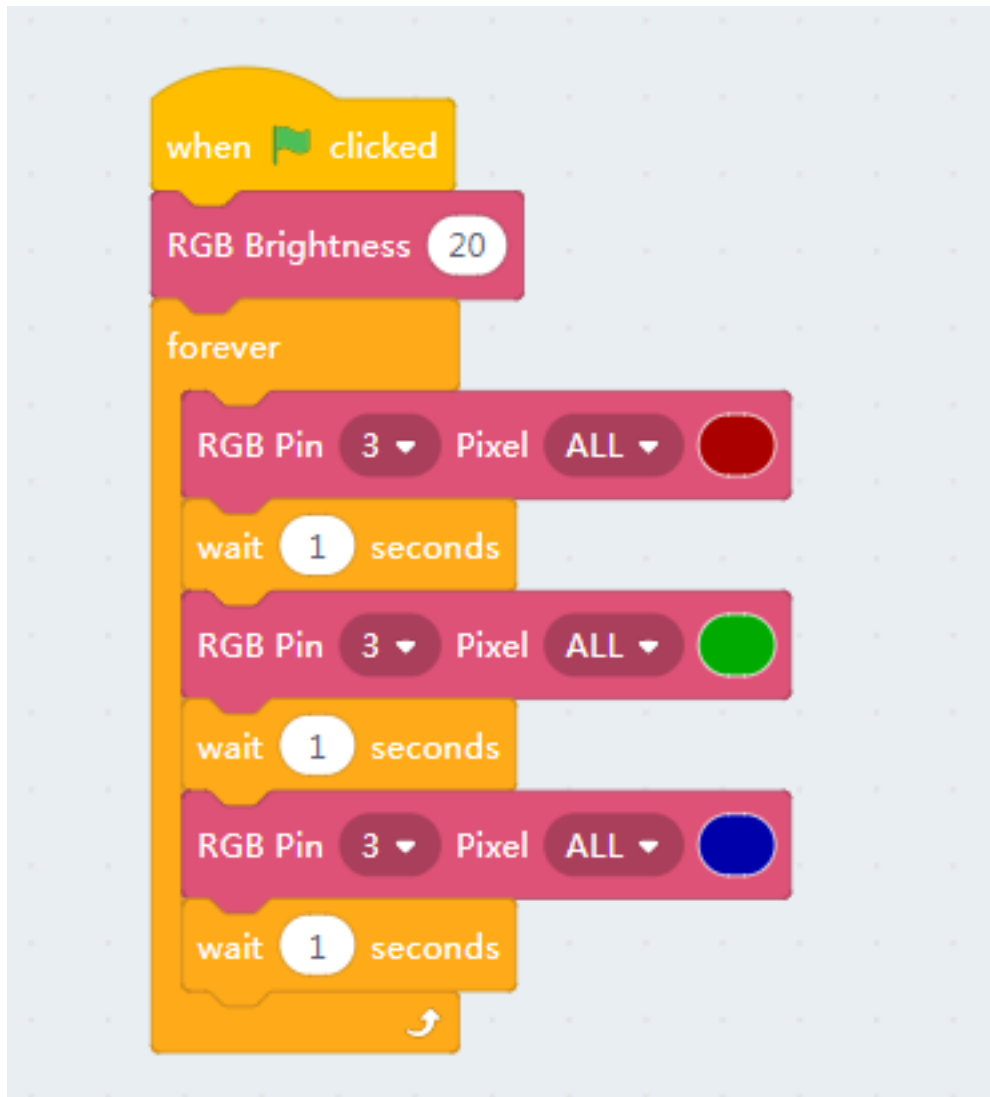 when clicked
RGB Brightness 20
forever
RGB Pin 3 Pixel ALL
wait 1 seconds
RGB Pin 3 Pixel ALL
wait 1 seconds
RGB Pin 3 Pixel ALL
wait 1 seconds